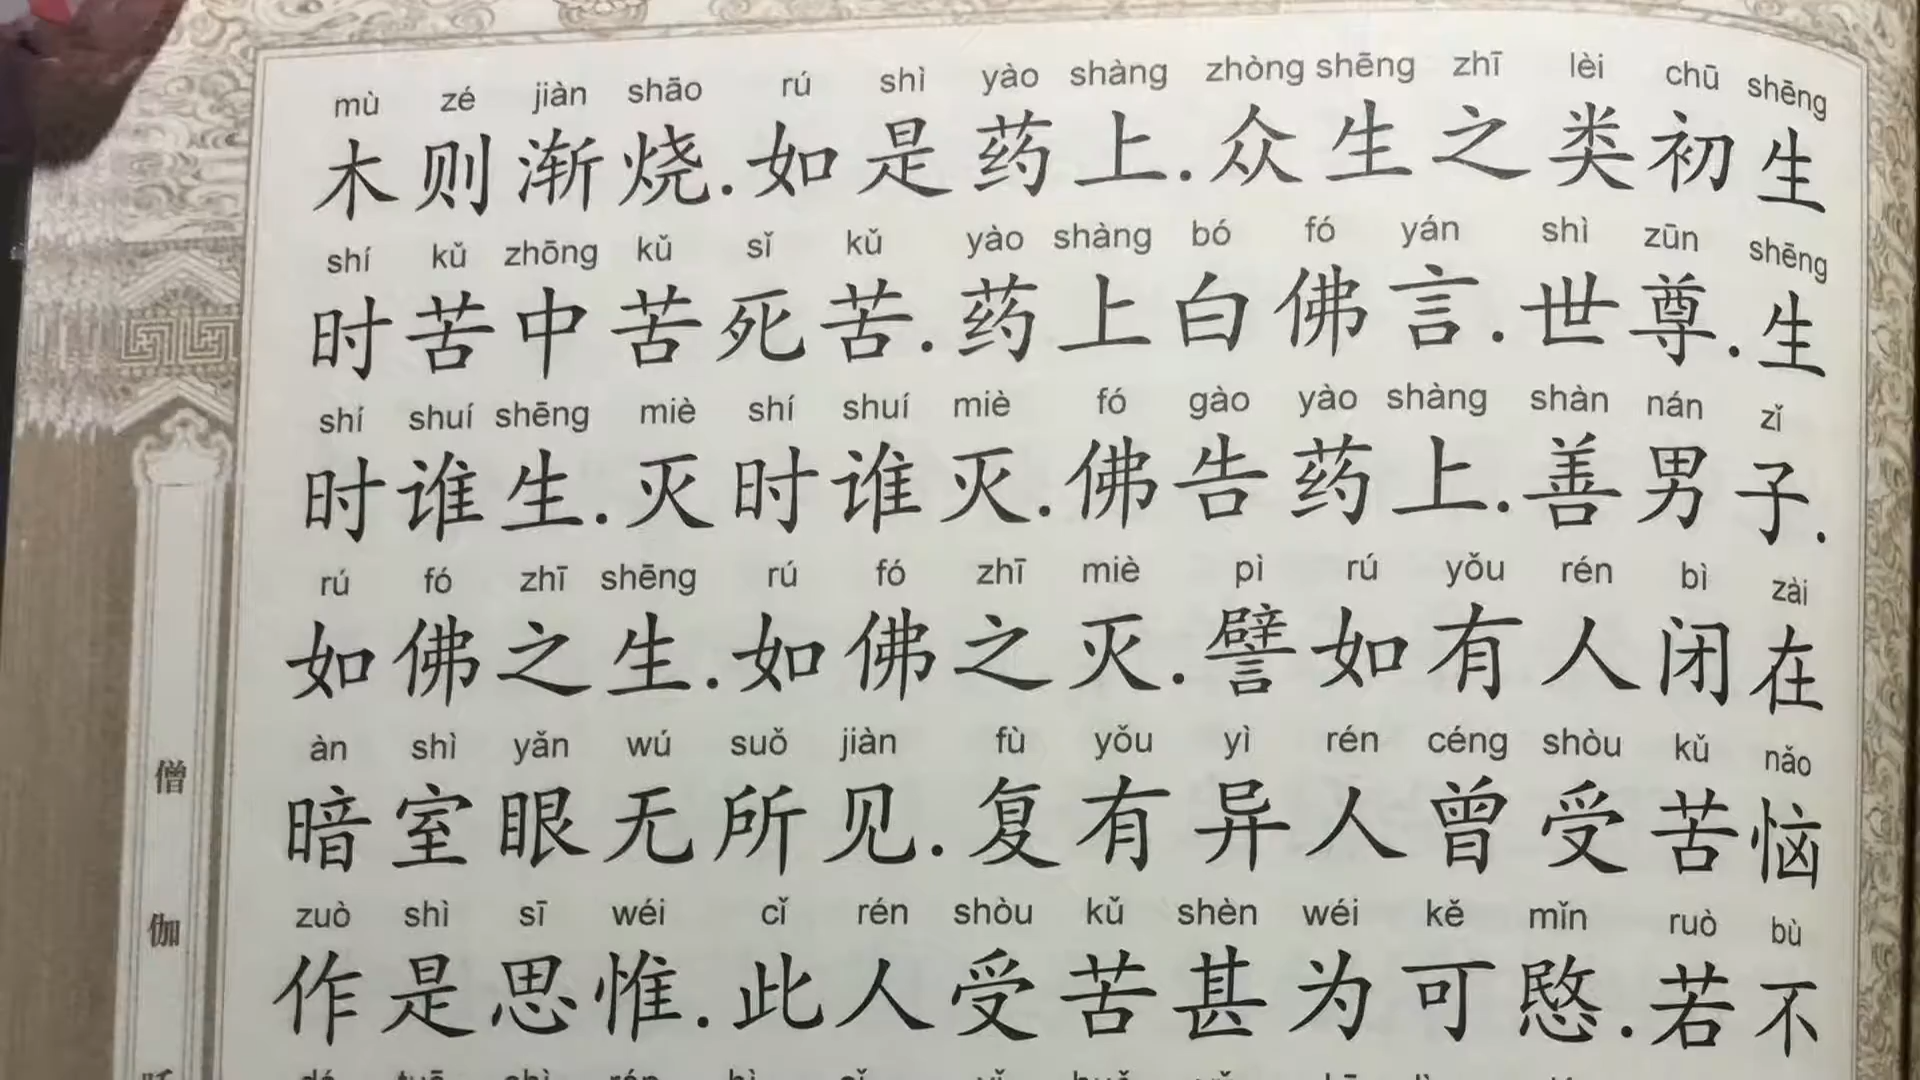 mù zé jiàn shāo rú shì yào shàng zhòng shēng zhī lèi chū shēng
木则渐烧.如是药上.众生之类初生
shí kǔ zhōng kǔ sǐ kǔ yào shàng bó fó yán shì zūn shēng
时苦中苦死苦.药上白佛言.世尊.生
shí shuí shēng miè shí shuí miè fó gào yào shàng shàn nán zǐ
时谁生.灭时谁灭.佛告药上.善男子.
rú fó zhī shēng rú fó zhī miè pì rú yǒu rén bì zài
如佛之生.如佛之灭.譬如有人闭在
àn shì yǎn wú suǒ jiàn fù yǒu yì rén céng shòu kǔ nǎo
暗室眼无所见.复有异人曾受苦恼
zuò shì sī wéi cǐ rén shòu kǔ shèn wéi kě mǐn ruò bù
作是思惟.此人受苦甚为可愍.若不
僧
伽